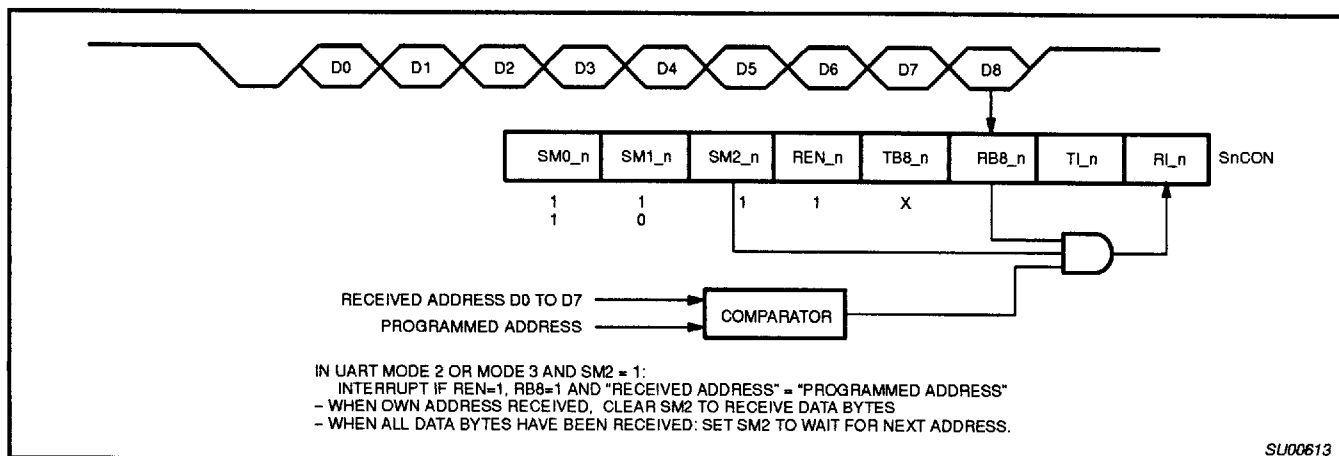 D0 D1 D2 D3 D4 D5 D6 D7 D8
SM0_n SM1_n SM2_n REN_n TB8_n RB8_n TI_n RI_n SnCON
1 1 1 1 X
1 0
RECEIVED ADDRESS D0 TO D7
PROGRAMMED ADDRESS
COMPARATOR
IN UART MODE 2 OR MODE 3 AND SM2 = 1:
INTERRUPT IF REN=1, RB8=1 AND "RECEIVED ADDRESS" = "PROGRAMMED ADDRESS"
– WHEN OWN ADDRESS RECEIVED, CLEAR SM2 TO RECEIVE DATA BYTES
– WHEN ALL DATA BYTES HAVE BEEN RECEIVED: SET SM2 TO WAIT FOR NEXT ADDRESS.
SU00613